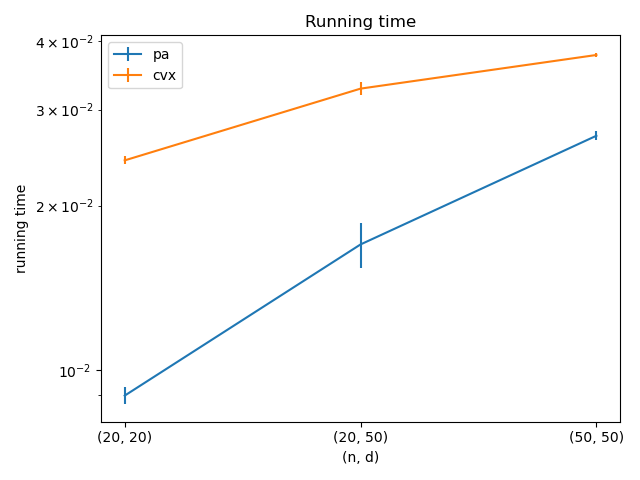 Running time
4 × 10⁻²
3 × 10⁻²
2 × 10⁻²
10⁻²
running time
pa
cvx
(20, 20)
(20, 50)
(50, 50)
(n, d)